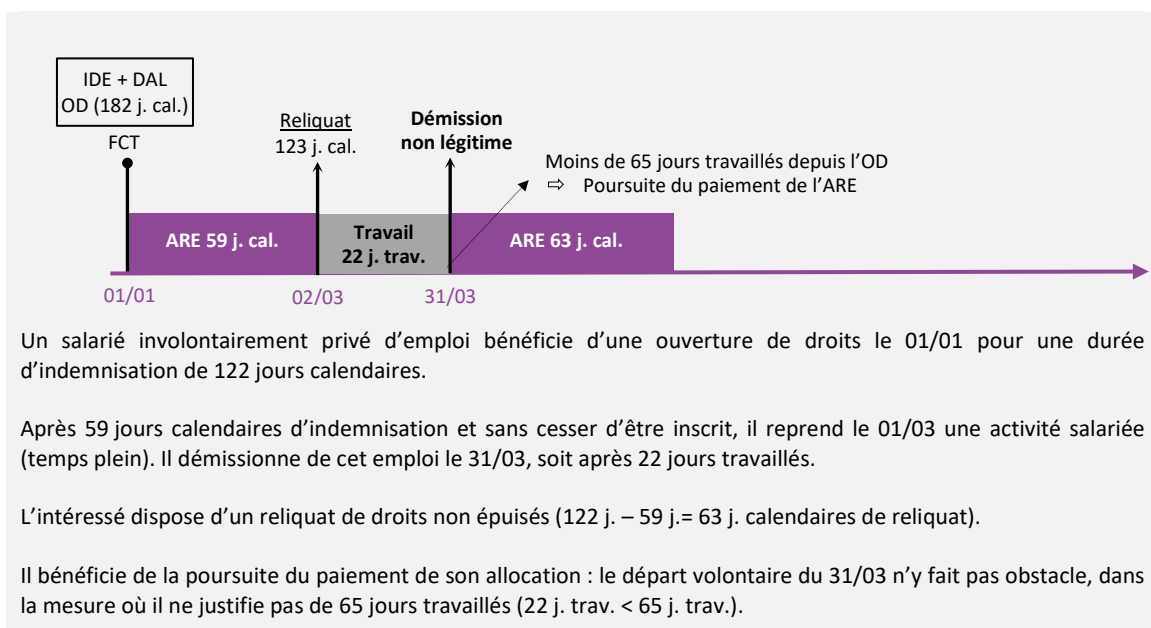 IDE + DAL
OD (182 j. cal.)
FCT
Reliquat
123 j. cal.
Démission
non légitime
Moins de 65 jours travaillés depuis l'OD
⇨ Poursuite du paiement de l'ARE
ARE 59 j. cal.
Travail
22 j. trav.
ARE 63 j. cal.
01/01
02/03
31/03
Un salarié involontairement privé d'emploi bénéficie d'une ouverture de droits le 01/01 pour une durée
d'indemnisation de 122 jours calendaires.
Après 59 jours calendaires d'indemnisation et sans cesser d'être inscrit, il reprend le 01/03 une activité salariée
(temps plein). Il démissionne de cet emploi le 31/03, soit après 22 jours travaillés.
L'intéressé dispose d'un reliquat de droits non épuisés (122 j. – 59 j.= 63 j. calendaires de reliquat).
Il bénéficie de la poursuite du paiement de son allocation : le départ volontaire du 31/03 n'y fait pas obstacle, dans
la mesure où il ne justifie pas de 65 jours travaillés (22 j. trav. < 65 j. trav.).